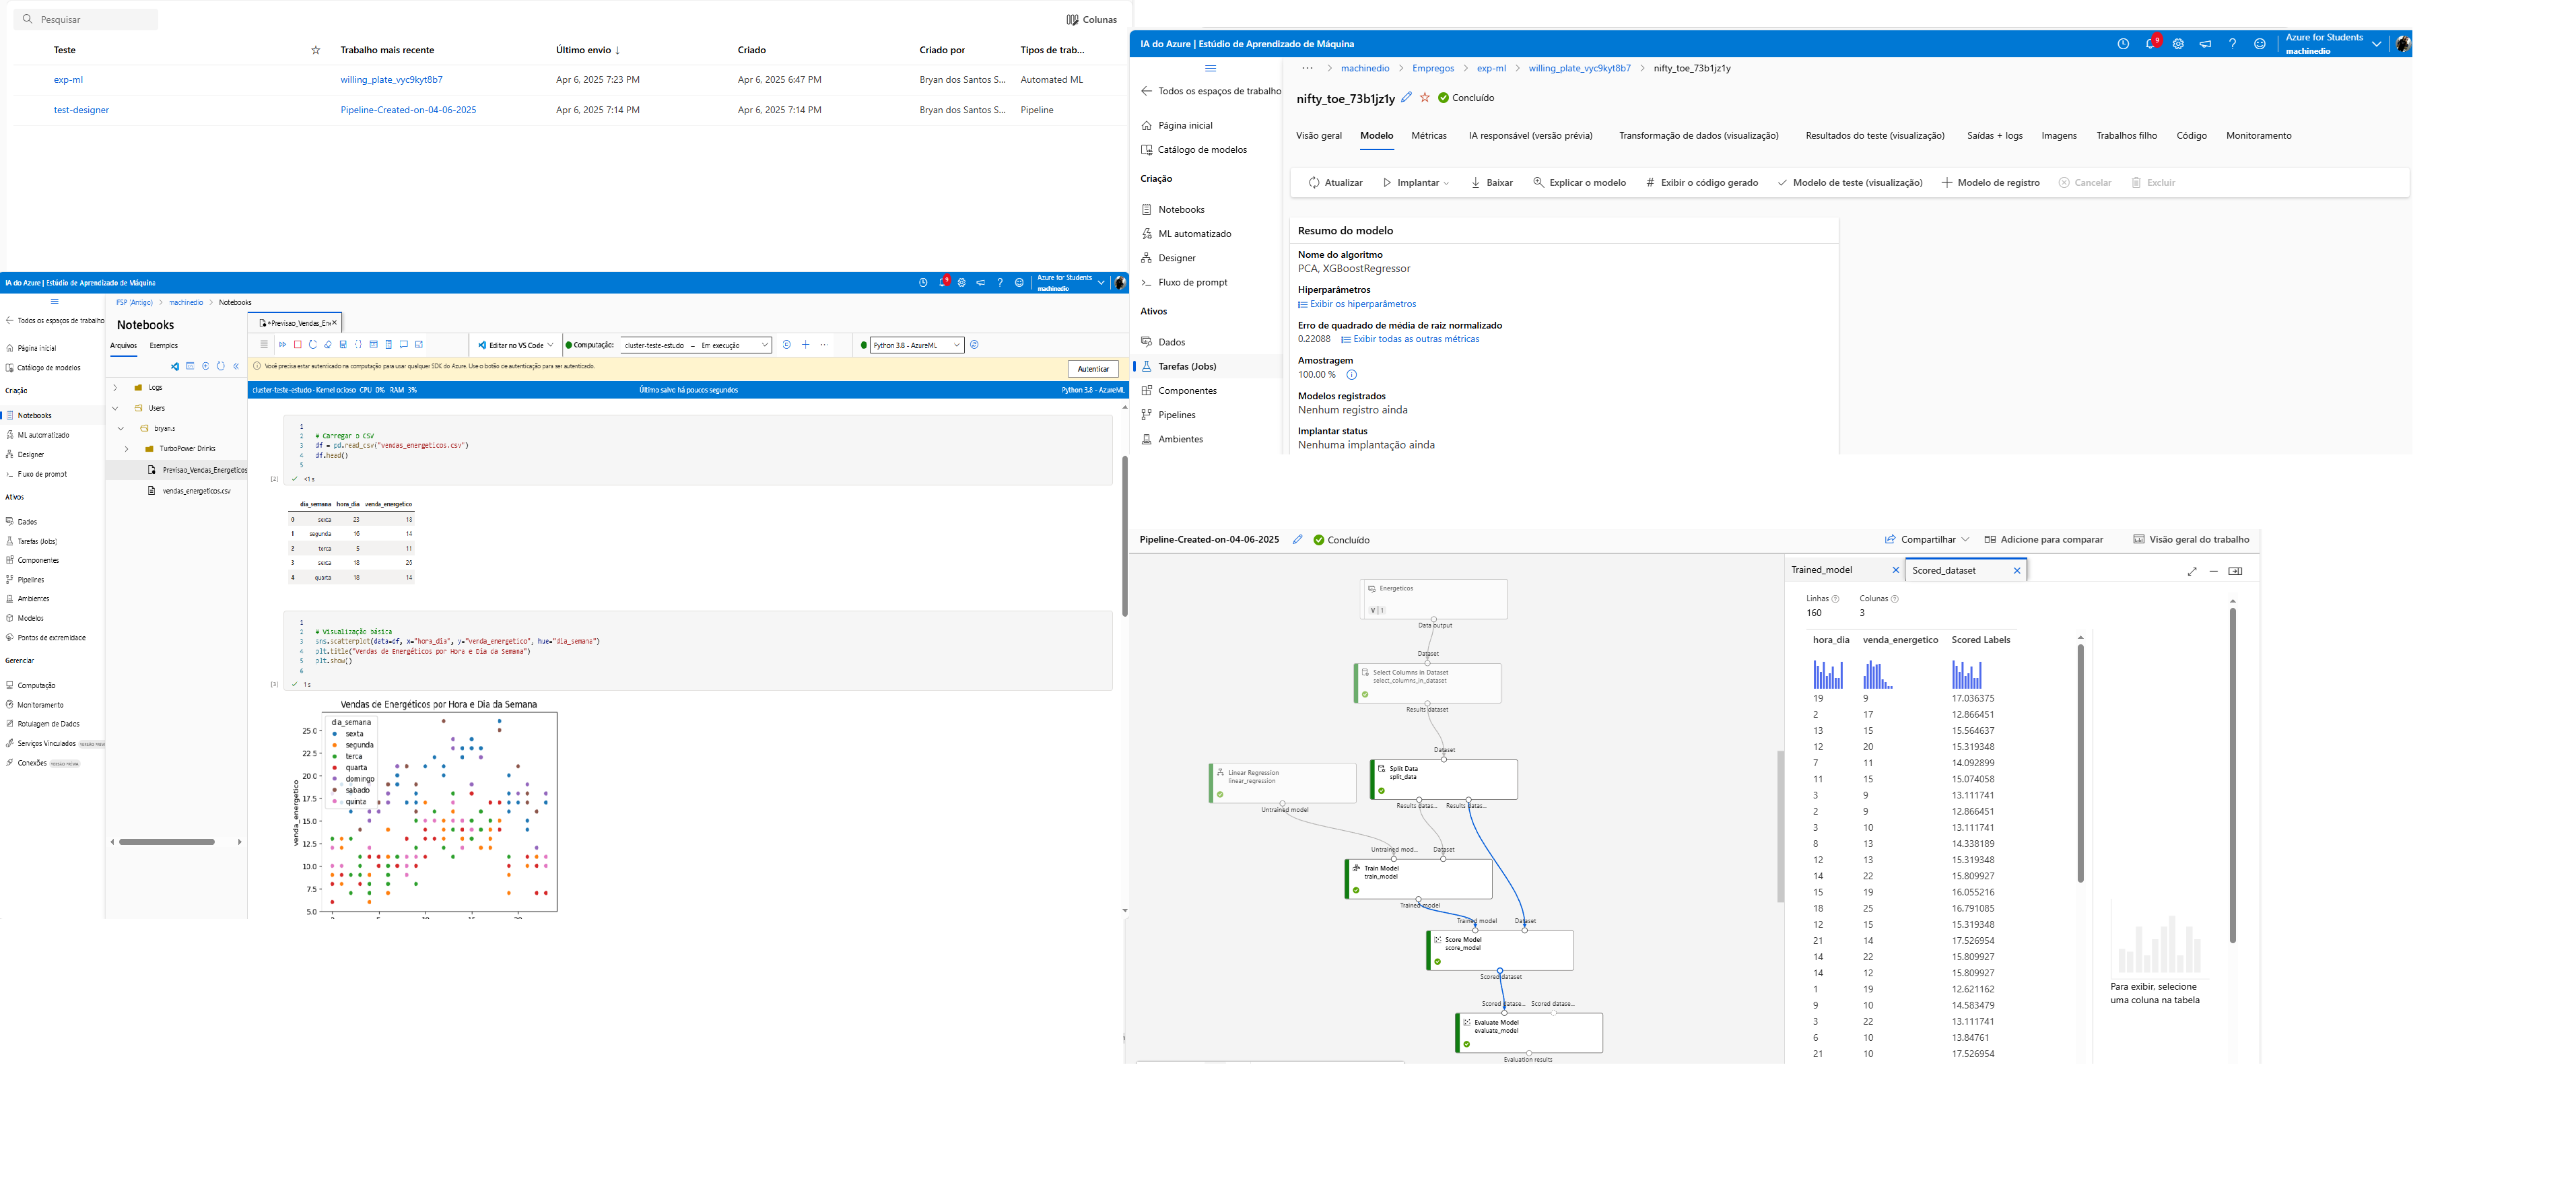 Pesquisar
Colunas
Teste Trabalho mais recente Último envio ↓ Criado Criado por Tipos de trab...
exp-ml willing_plate_vyc9kyt8b7 Apr 6, 2025 7:23 PM Apr 6, 2025 6:47 PM Bryan dos Santos S... Automated ML
test-designer Pipeline-Created-on-04-06-2025 Apr 6, 2025 7:14 PM Apr 6, 2025 7:14 PM Bryan dos Santos S... Pipeline
IA do Azure | Estúdio de Aprendizado de Máquina
9
Azure for Students
machinedio
IFSP (Antigo) > machinedio > Notebooks
Todos os espaços de trabalho
Página inicial
Catálogo de modelos
Criação
Notebooks
ML automatizado
Designer
Fluxo de prompt
Ativos
Dados
Tarefas (Jobs)
Componentes
Pipelines
Ambientes
Modelos
Pontos de extremidade
Gerenciar
Computação
Monitoramento
Rotulagem de Dados
Serviços Vinculados
Conexões
Notebooks
Arquivos Exemplos
Logs
Users
bryan.s
TurboPower Drinks
Previsao_Vendas_Energeticos
vendas_energeticos.csv
Editar no VS Code
Computação: cluster-teste-estudo – Em execução
Python 3.8 - AzureML
Você precisa estar autenticado na computação para usar qualquer SDK do Azure. Use o botão de autenticação para ser autenticado.
Autenticar
cluster-teste-estudo · Kernel ocioso CPU 0% RAM 3%
Último salvo há poucos segundos
Python 3.8 - AzureML
1
2 # Carregar o CSV
3 df = pd.read_csv("vendas_energeticos.csv")
4 df.head()
5
[2] <1 s
dia_semana hora_dia venda_energetico
0 sexta 23 18
1 segunda 16 14
2 terca 5 11
3 sexta 18 25
4 quarta 18 14
1
2 # Visualização básica
3 sns.scatterplot(data=df, x="hora_dia", y="venda_energetico", hue="dia_semana")
4 plt.title("Vendas de Energéticos por Hora e Dia da Semana")
5 plt.show()
6
[3] 1 s
Vendas de Energéticos por Hora e Dia da Semana
dia_semana
sexta
segunda
terca
quarta
domingo
sabado
quinta
venda_energetico
25.0
22.5
20.0
17.5
15.0
12.5
10.0
7.5
5.0
IA do Azure | Estúdio de Aprendizado de Máquina
9
Azure for Students
machinedio
··· > machinedio > Empregos > exp-ml > willing_plate_vyc9kyt8b7 > nifty_toe_73b1jz1y
Todos os espaços de trabalho
Página inicial
Catálogo de modelos
Criação
Notebooks
ML automatizado
Designer
Fluxo de prompt
Ativos
Dados
Tarefas (Jobs)
Componentes
Pipelines
Ambientes
nifty_toe_73b1jz1y Concluído
Visão geral Modelo Métricas IA responsável (versão prévia) Transformação de dados (visualização) Resultados do teste (visualização) Saídas + logs Imagens Trabalhos filho Código Monitoramento
Atualizar Implantar Baixar Explicar o modelo Exibir o código gerado Modelo de teste (visualização) Modelo de registro Cancelar Excluir
Resumo do modelo
Nome do algoritmo
PCA, XGBoostRegressor
Hiperparâmetros
Exibir os hiperparâmetros
Erro de quadrado de média de raiz normalizado
0.22088 Exibir todas as outras métricas
Amostragem
100.00 %
Modelos registrados
Nenhum registro ainda
Implantar status
Nenhuma implantação ainda
Pipeline-Created-on-04-06-2025 Concluído
Compartilhar Adicione para comparar Visão geral do trabalho
Energeticos
V | 1
Data output
Dataset
Select Columns in Dataset
select_columns_in_dataset
Results dataset
Dataset
Linear Regression
linear_regression
Untrained model
Split Data
split_data
Results datas... Results datas...
Untrained mod... Dataset
Train Model
train_model
Trained model
Trained model Dataset
Score Model
score_model
Scored dataset
Scored datase... Scored datase...
Evaluate Model
evaluate_model
Evaluation results
Trained_model Scored_dataset
Linhas Colunas
160 3
hora_dia venda_energetico Scored Labels
19 9 17.036375
2 17 12.866451
13 15 15.564637
12 20 15.319348
7 11 14.092899
11 15 15.074058
3 9 13.111741
2 9 12.866451
3 10 13.111741
8 13 14.338189
12 13 15.319348
14 22 15.809927
15 19 16.055216
18 25 16.791085
12 15 15.319348
21 14 17.526954
14 22 15.809927
14 12 15.809927
1 19 12.621162
9 10 14.583479
3 22 13.111741
6 10 13.84761
21 10 17.526954
Para exibir, selecione
uma coluna na tabela